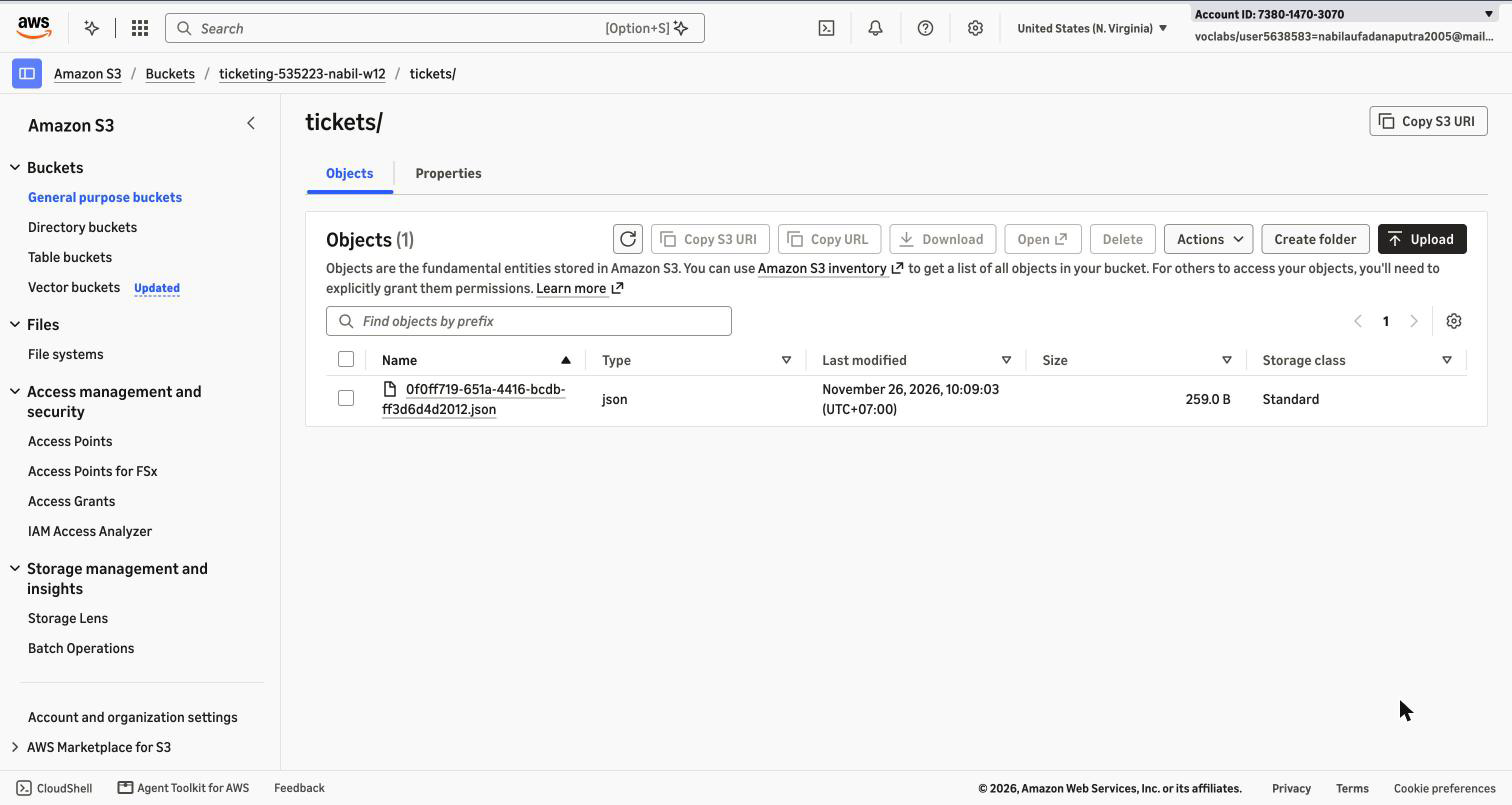 aws
Search [Option+S]
United States (N. Virginia)
Account ID: 7380-1470-3070
voclabs/user5638583=nabilaufadanaputra2005@mail...
Amazon S3 / Buckets / ticketing-535223-nabil-w12 / tickets/
Amazon S3
Buckets
General purpose buckets
Directory buckets
Table buckets
Vector buckets Updated
Files
File systems
Access management and
security
Access Points
Access Points for FSx
Access Grants
IAM Access Analyzer
Storage management and
insights
Storage Lens
Batch Operations
Account and organization settings
AWS Marketplace for S3
tickets/
Copy S3 URI
Objects Properties
Objects (1)
Copy S3 URI Copy URL Download Open Delete Actions Create folder Upload
Objects are the fundamental entities stored in Amazon S3. You can use Amazon S3 inventory to get a list of all objects in your bucket. For others to access your objects, you'll need to
explicitly grant them permissions. Learn more
Find objects by prefix
1
Name Type Last modified Size Storage class
0f0ff719-651a-4416-bcdb-
ff3d6d4d2012.json
json
November 26, 2026, 10:09:03
(UTC+07:00)
259.0 B
Standard
CloudShell Agent Toolkit for AWS Feedback
© 2026, Amazon Web Services, Inc. or its affiliates. Privacy Terms Cookie preferences